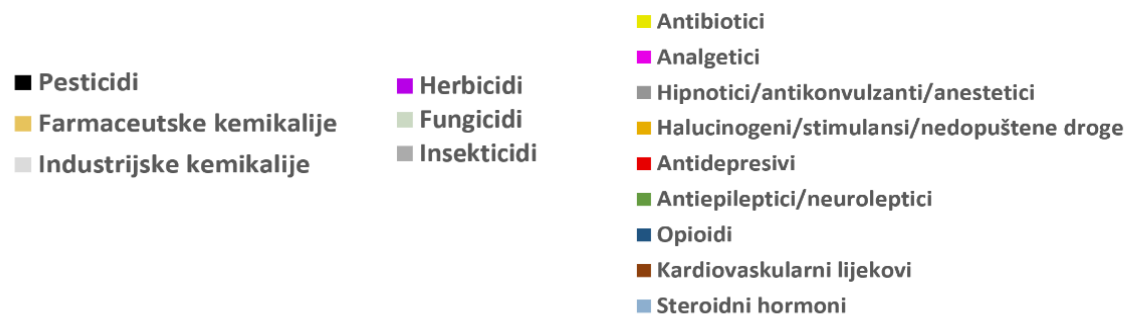 Pesticidi
Farmaceutske kemikalije
Industrijske kemikalije
Herbicidi
Fungicidi
Insekticidi
Antibiotici
Analgetici
Hipnotici/antikonvulzanti/anestetici
Halucinogeni/stimulansi/nedopuštene droge
Antidepresivi
Antiepileptici/neuroleptici
Opioidi
Kardiovaskularni lijekovi
Steroidni hormoni